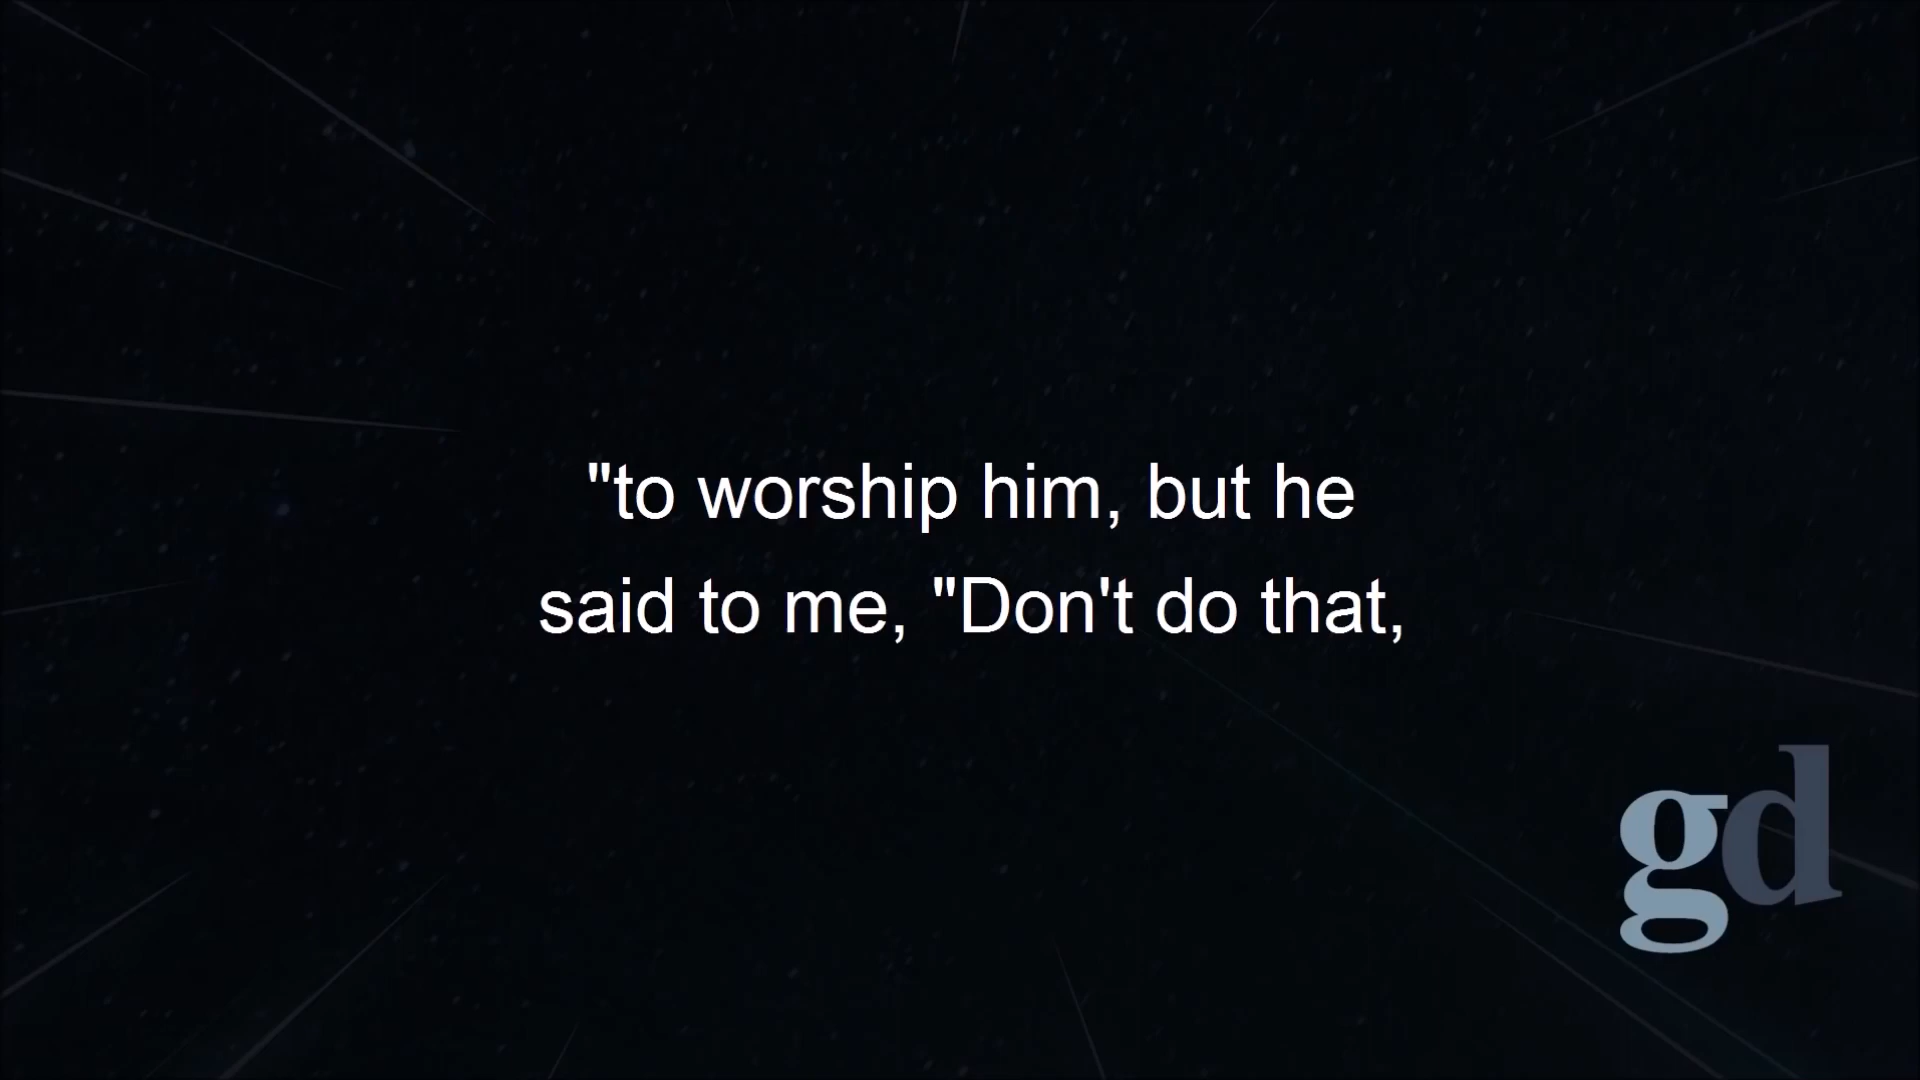 "to worship him, but he
said to me, "Don't do that,
gd